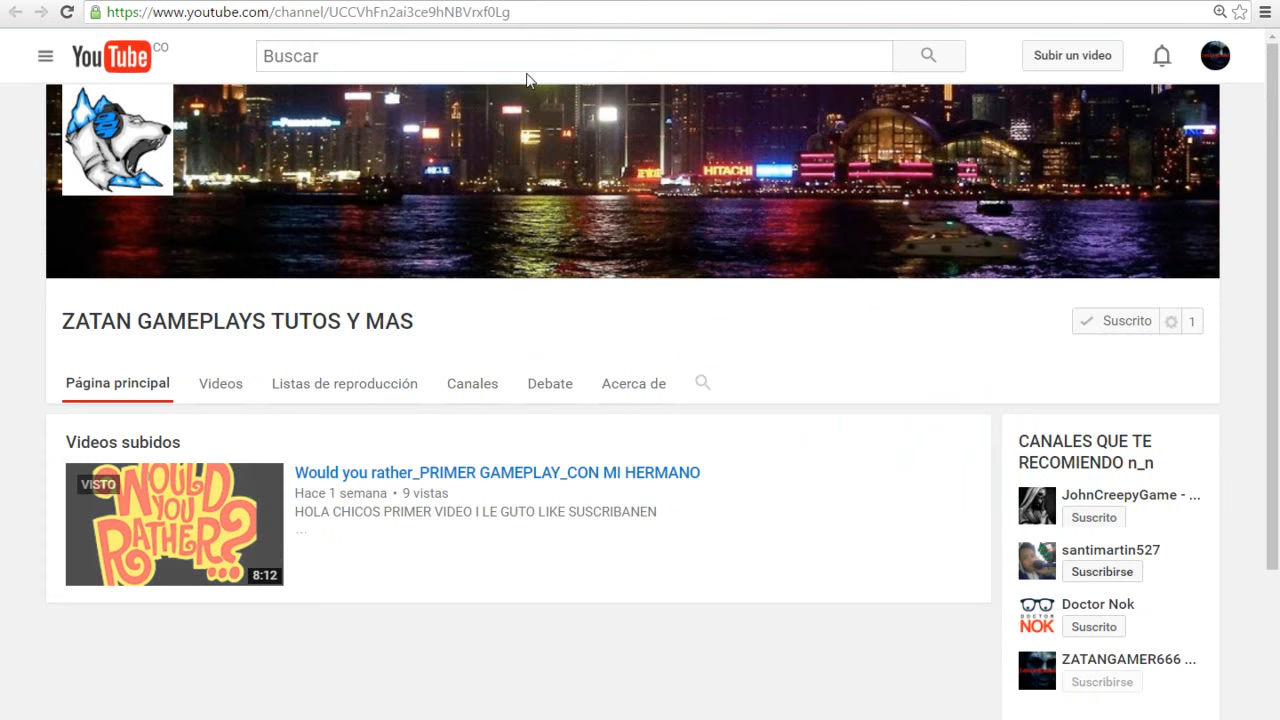 https://www.youtube.com/channel/UCCVhFn2ai3ce9hNBVrxf0Lg
YouTube CO
Buscar
Subir un video
Panasonic
HITACHI
ZATAN GAMEPLAYS TUTOS Y MAS
Suscrito 1
Página principal Videos Listas de reproducción Canales Debate Acerca de
Videos subidos
VISTO
WOULD YOU RATHER?...
8:12
Would you rather_PRIMER GAMEPLAY_CON MI HERMANO
Hace 1 semana • 9 vistas
HOLA CHICOS PRIMER VIDEO I LE GUTO LIKE SUSCRIBANEN
...
CANALES QUE TE
RECOMIENDO n_n
JohnCreepyGame - ...
Suscrito
santimartin527
Suscribirse
DOCTOR
NOK
Doctor Nok
Suscrito
ZATANGAMER666 ...
Suscribirse